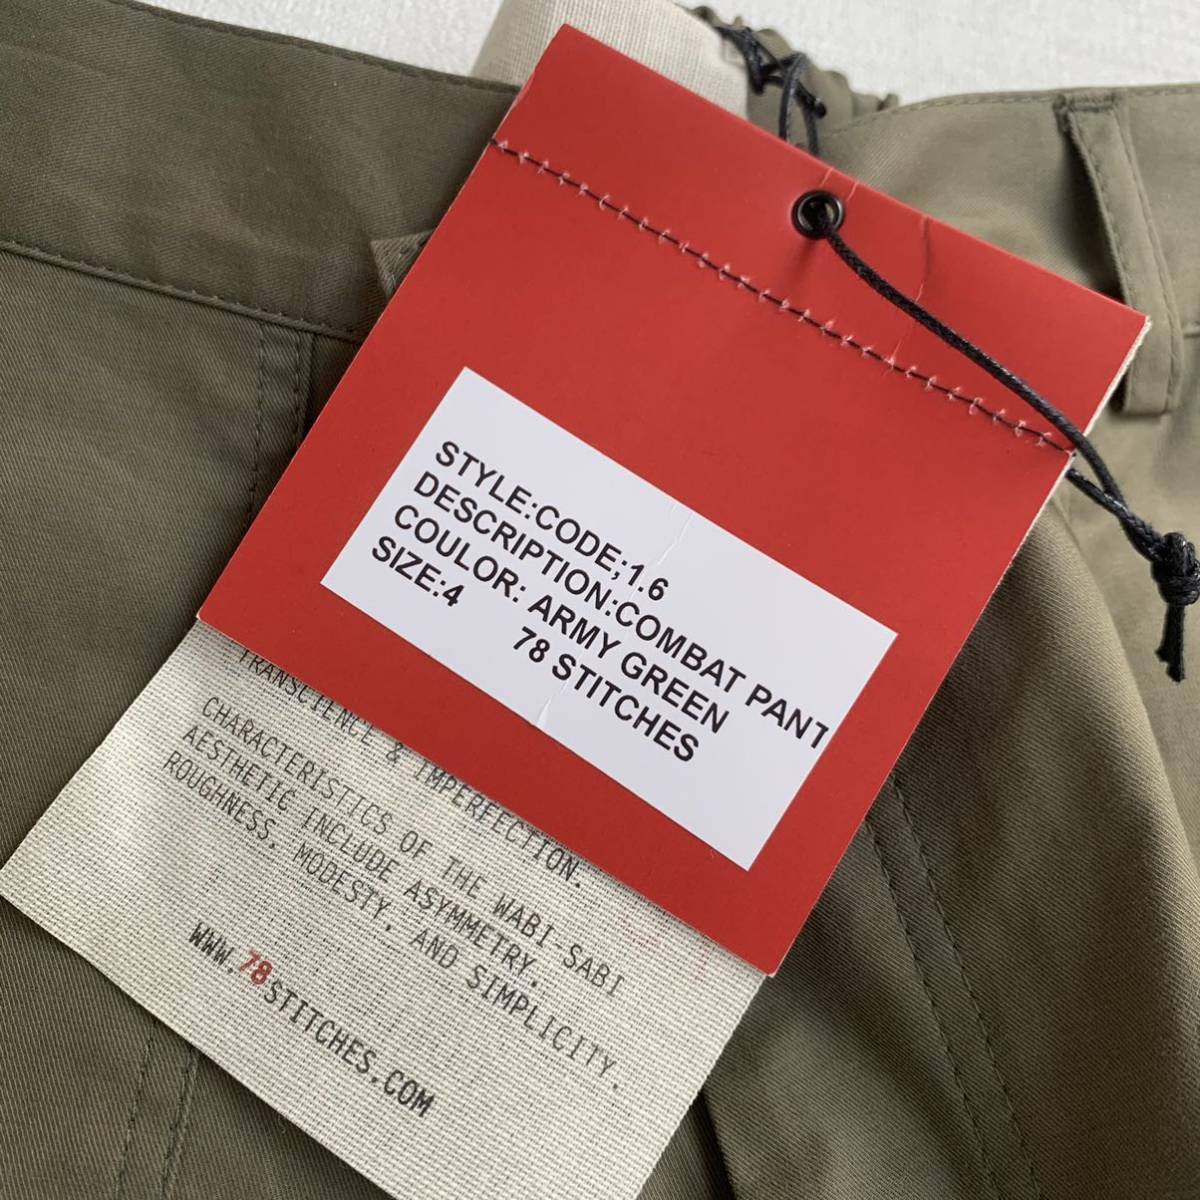 STYLE:CODE;1.6
DESCRIPTION:COMBAT PANT
COULOR: ARMY GREEN
SIZE:4 78 STITCHES
TRANSCIENCE & IMPERFECTION.
CHARACTERISTICS OF THE WABI-SABI
AESTHETIC INCLUDE ASYMMETRY.
ROUGHNESS. MODESTY. AND SIMPLICITY.
WWW.78STITCHES.COM